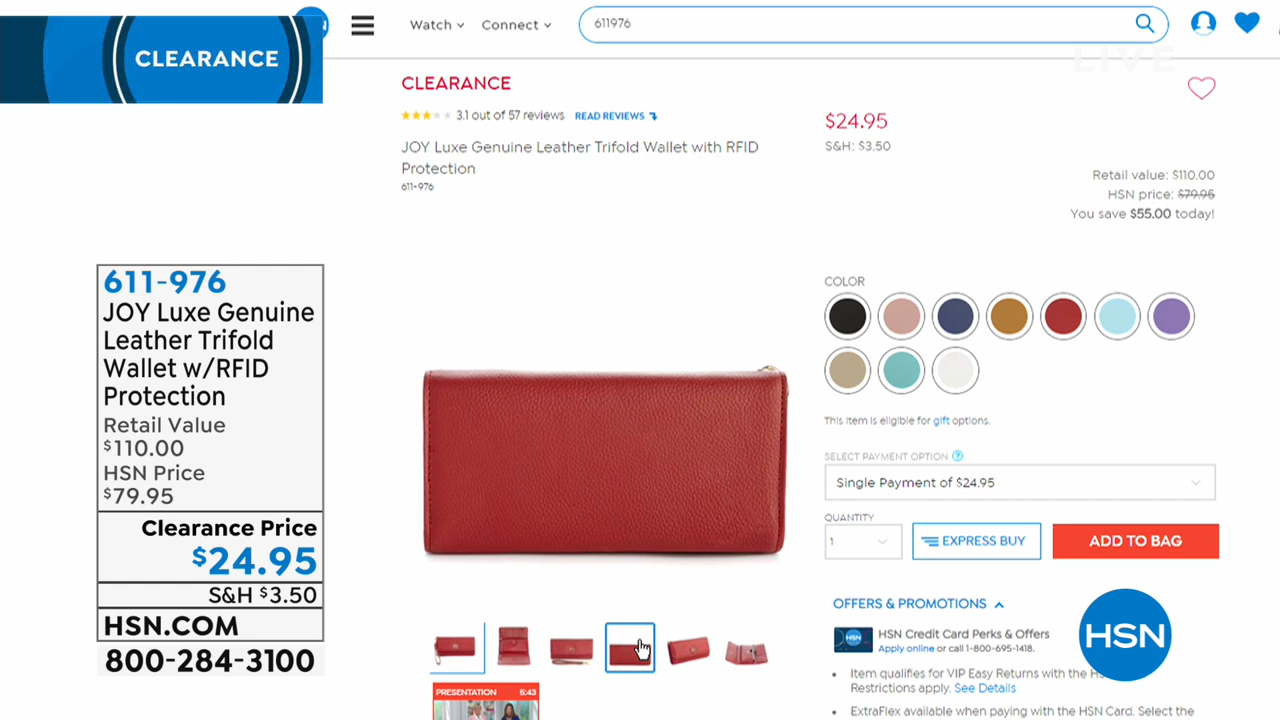 CLEARANCE
Watch
Connect
611976
LIVE
CLEARANCE
3.1 out of 57 reviews
READ REVIEWS
JOY Luxe Genuine Leather Trifold Wallet with RFID
Protection
611-976
$24.95
S&H: $3.50
Retail value: $110.00
HSN price: $79.95
You save $55.00 today!
611-976
JOY Luxe Genuine
Leather Trifold
Wallet w/RFID
Protection
Retail Value
$110.00
HSN Price
$79.95
Clearance Price
$24.95
S&H $3.50
HSN.COM
800-284-3100
COLOR
This item is eligible for gift options.
SELECT PAYMENT OPTION ?
Single Payment of $24.95
QUANTITY
1
EXPRESS BUY
ADD TO BAG
OFFERS & PROMOTIONS
HSN
HSN Credit Card Perks & Offers
Apply online or call 1-800-695-1418.
Item qualifies for VIP Easy Returns with the
Restrictions apply. See Details
ExtraFlex available when paying with the HSN Card. Select the
HSN
PRESENTATION 5:43